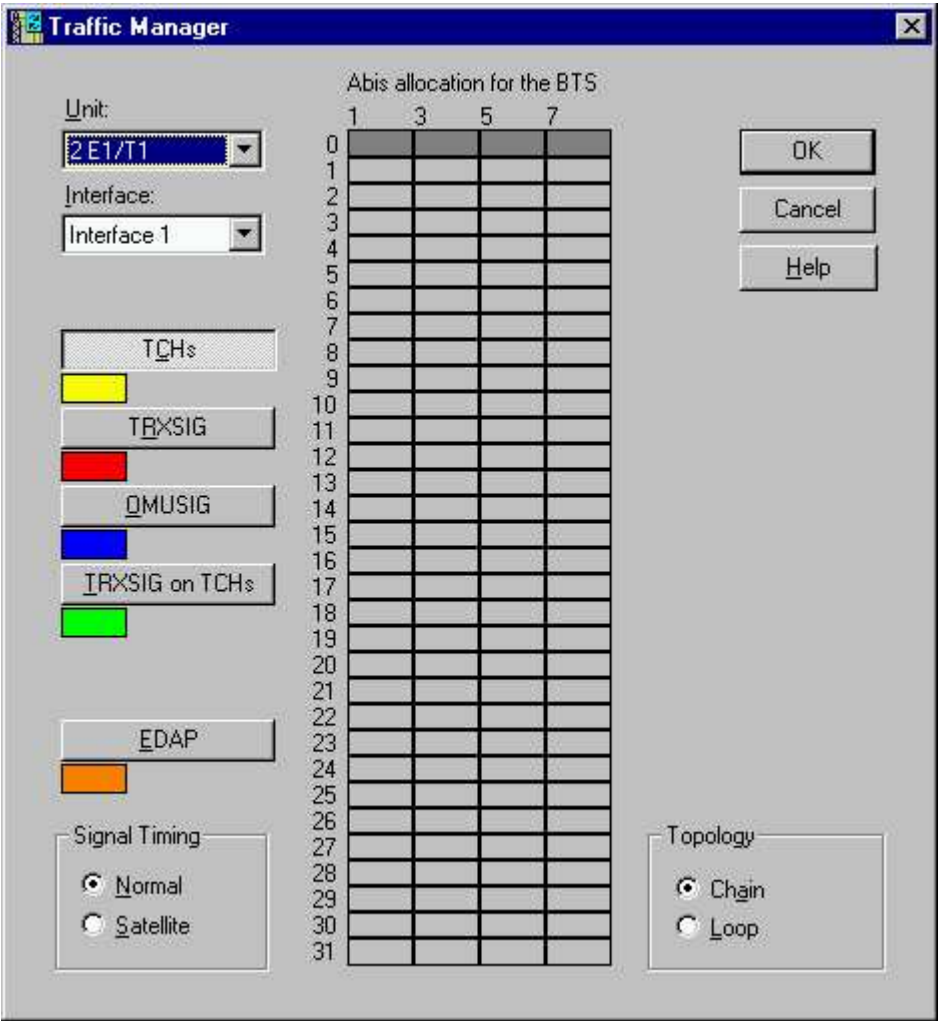 Traffic Manager
Abis allocation for the BTS
Unit:
1 3 5 7
2 E1/T1
0
OK
1
Interface:
2
Cancel
3
Interface 1
4
5
Help
6
7
TCHs
8
9
10
TRXSIG
11
12
13
OMUSIG
14
15
16
TRXSIG on TCHs
17
18
19
20
21
22
EDAP
23
24
25
26
Signal Timing
Topology
27
28
Normal
Chain
29
Satellite
Loop
30
31